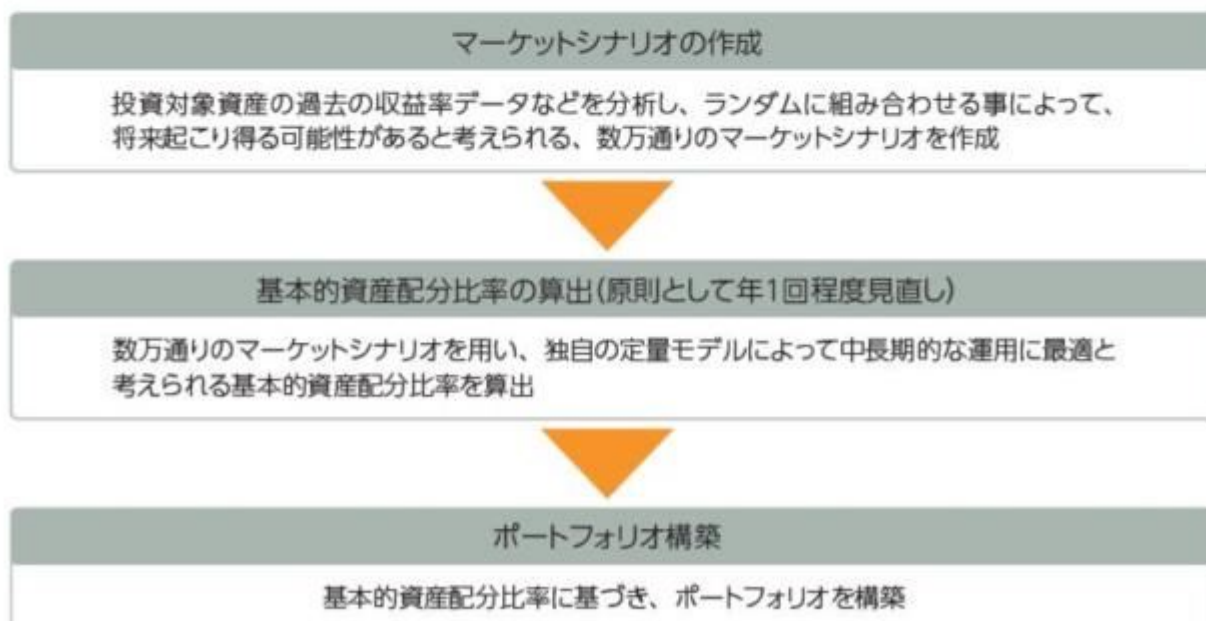 マーケットシナリオの作成
投資対象資産の過去の収益率データなどを分析し、ランダムに組み合わせる事によって、
将来起こり得る可能性があると考えられる、数万通りのマーケットシナリオを作成
基本的資産配分比率の算出(原則として年1回程度見直し)
数万通りのマーケットシナリオを用い、独自の定量モデルによって中長期的な運用に最適と
考えられる基本的資産配分比率を算出
ポートフォリオ構築
基本的資産配分比率に基づき、ポートフォリオを構築